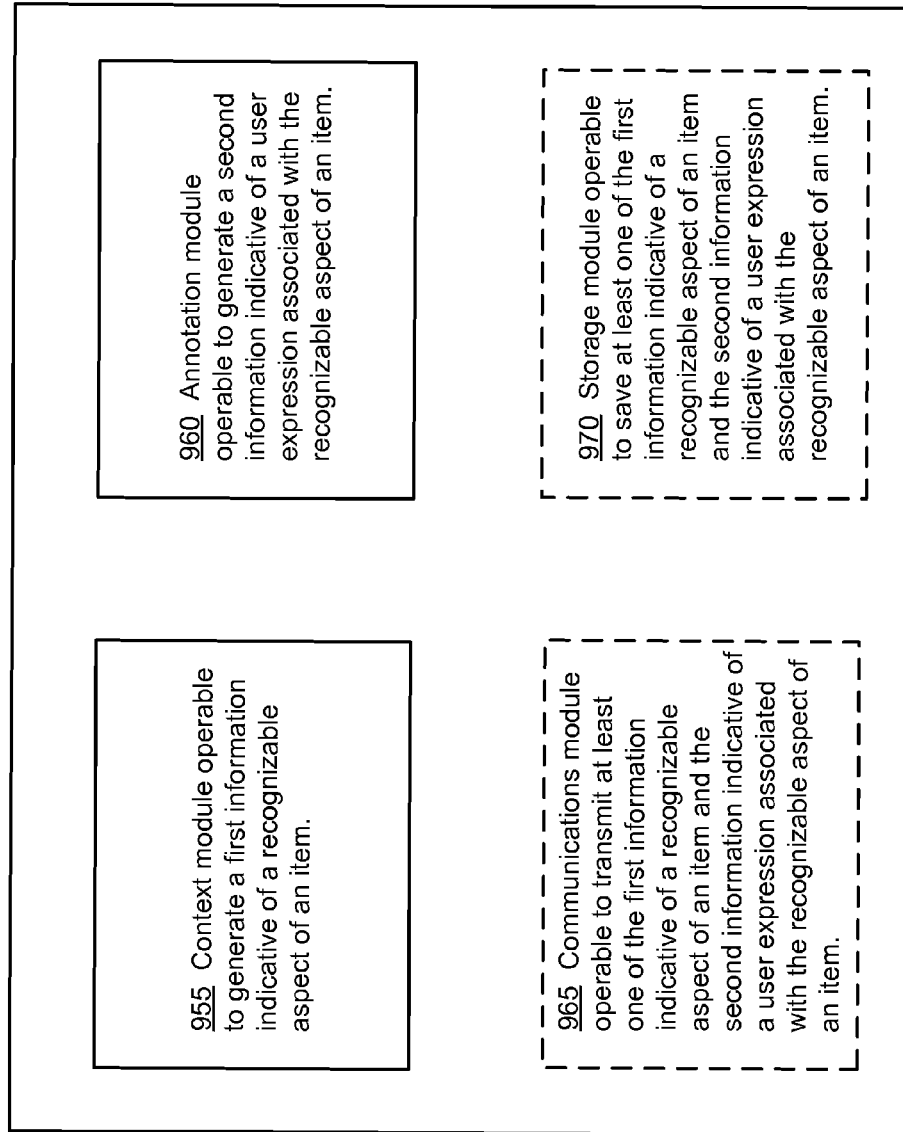 955 Context module operable
to generate a first information
indicative of a recognizable
aspect of an item.
960 Annotation module
operable to generate a second
information indicative of a user
expression associated with the
recognizable aspect of an item.
965 Communications module
operable to transmit at least
one of the first information
indicative of a recognizable
aspect of an item and the
second information indicative of
a user expression associated
with the recognizable aspect of
an item.
970 Storage module operable
to save at least one of the first
information indicative of a
recognizable aspect of an item
and the second information
indicative of a user expression
associated with the
recognizable aspect of an item.